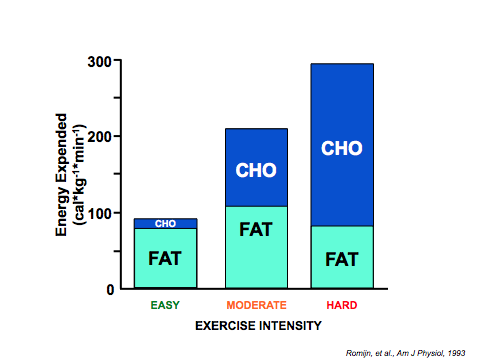 300
200
100
0
Energy Expended
(cal*kg⁻¹*min⁻¹)
CHO
FAT
CHO
FAT
CHO
FAT
EASY
MODERATE
HARD
EXERCISE INTENSITY
Romijn, et al., Am J Physiol, 1993